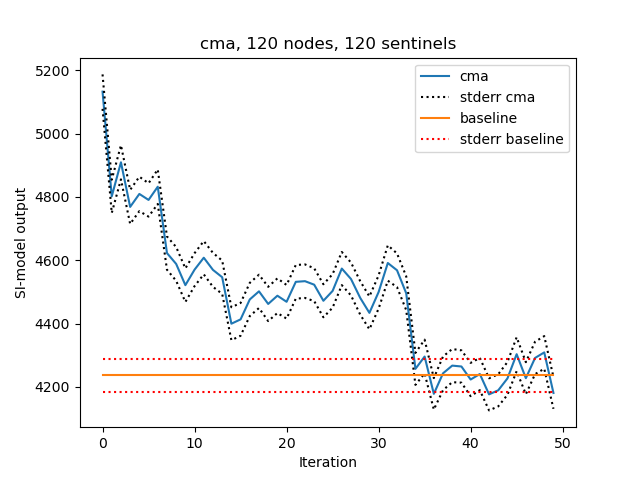 cma, 120 nodes, 120 sentinels
5200
5000
4800
4600
4400
4200
SI-model output
cma
stderr cma
baseline
stderr baseline
0
10
20
30
40
50
Iteration